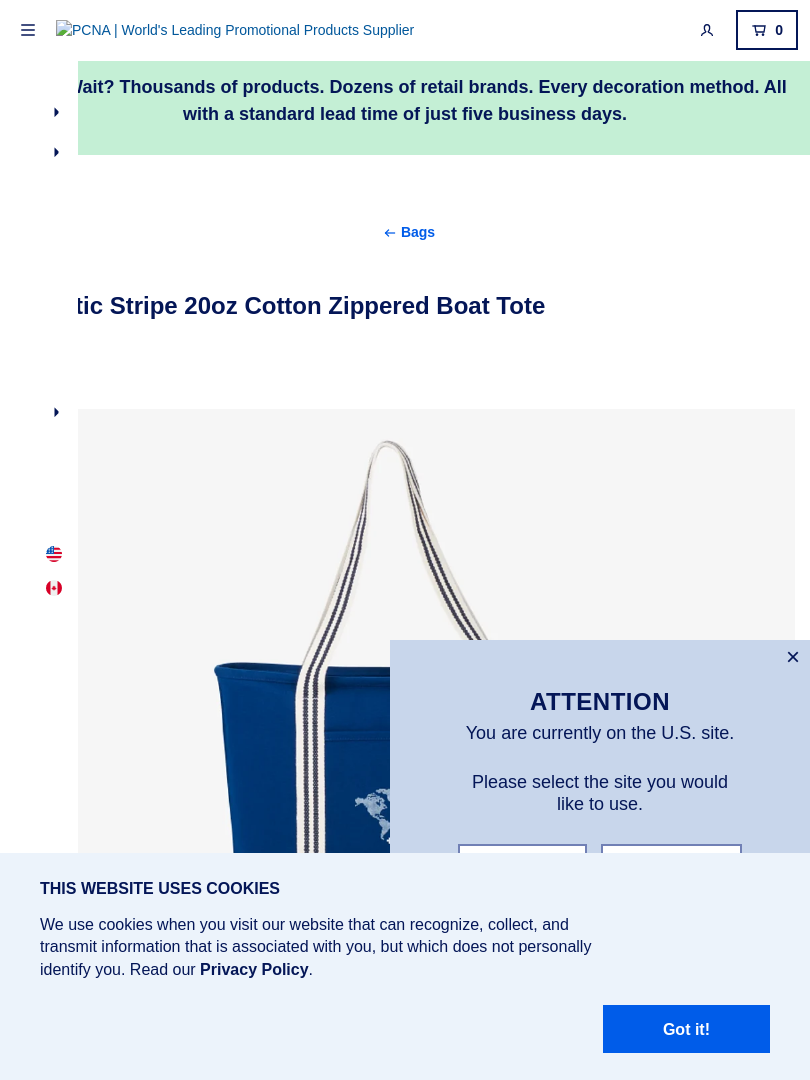 PCNA | World's Leading Promotional Products Supplier
0
Wait? Thousands of products. Dozens of retail brands. Every decoration method. All
with a standard lead time of just five business days.
← Bags
tic Stripe 20oz Cotton Zippered Boat Tote
ATTENTION
You are currently on the U.S. site.
Please select the site you would
like to use.
THIS WEBSITE USES COOKIES
We use cookies when you visit our website that can recognize, collect, and
transmit information that is associated with you, but which does not personally
identify you. Read our Privacy Policy.
Got it!